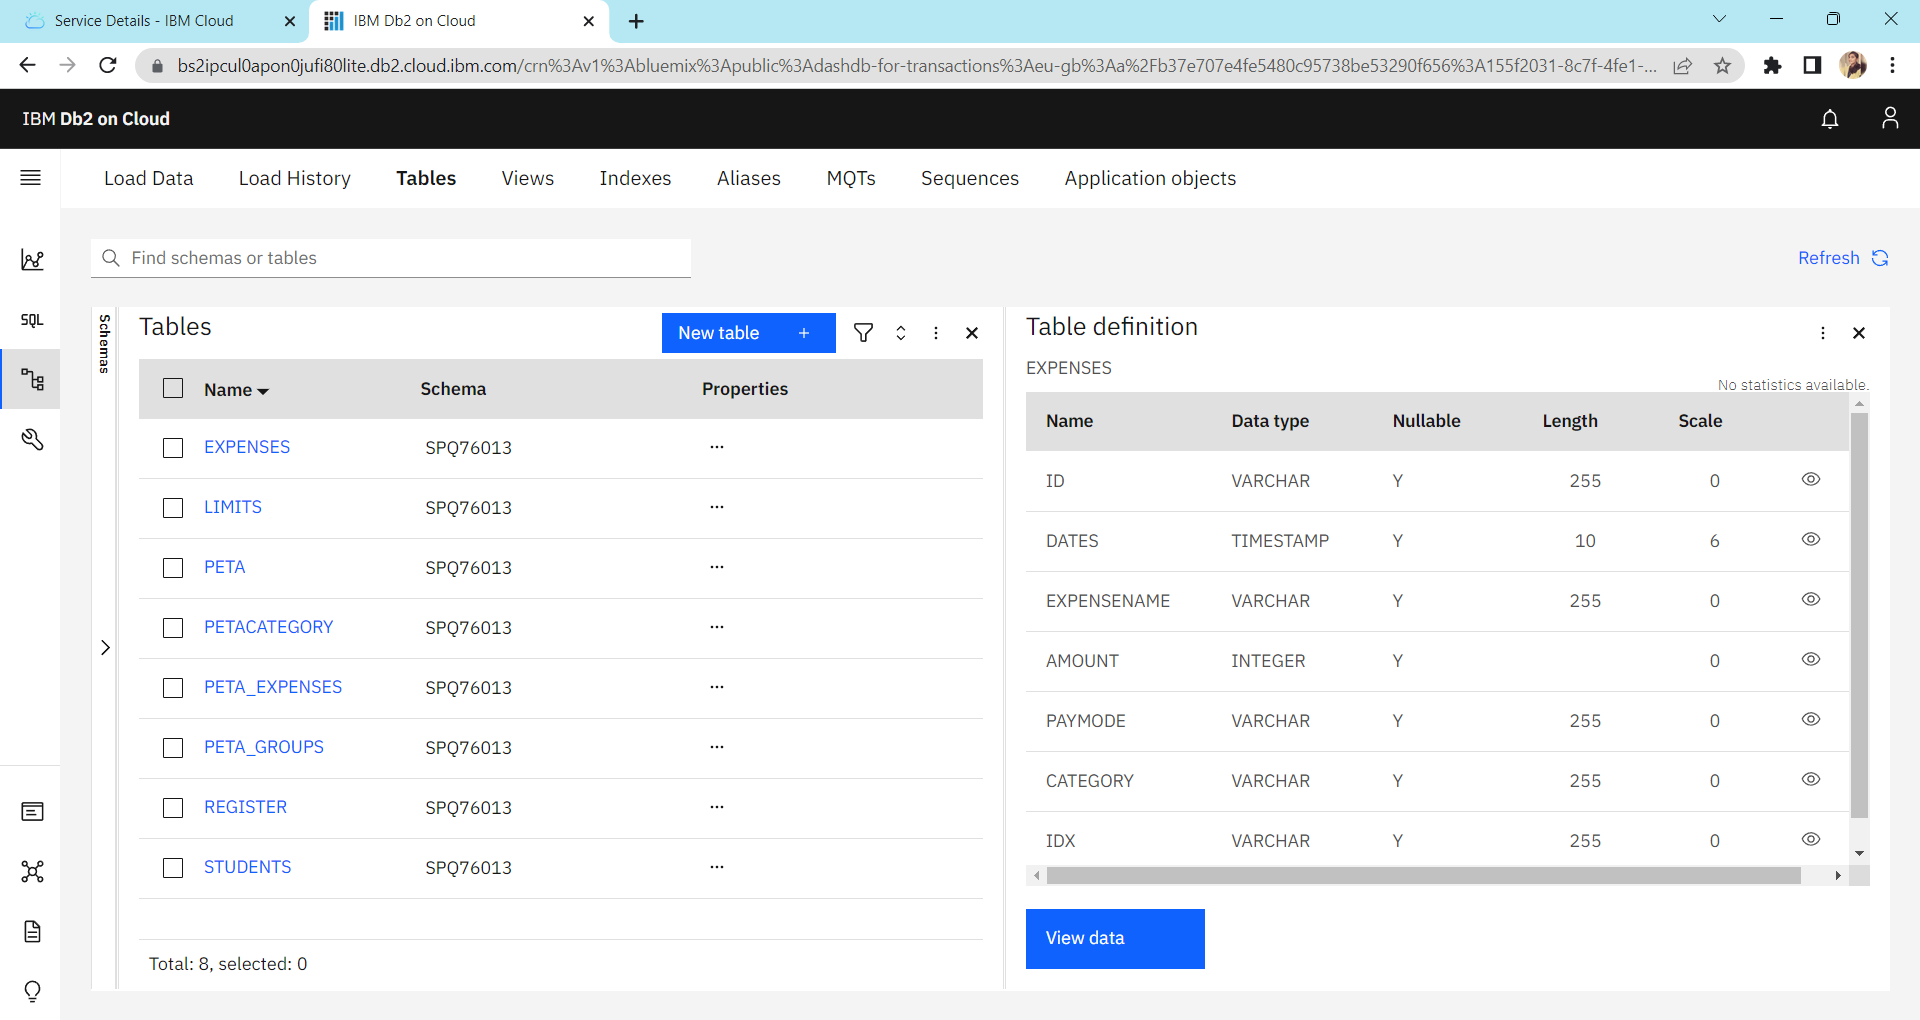 Service Details - IBM Cloud
IBM Db2 on Cloud
bs2ipcul0apon0jufi80lite.db2.cloud.ibm.com/crn%3Av1%3Abluemix%3Apublic%3Adashdb-for-transactions%3Aeu-gb%3Aa%2Fb37e707e4fe5480c95738be53290f656%3A155f2031-8c7f-4fe1-...
IBM Db2 on Cloud
Load Data Load History Tables Views Indexes Aliases MQTs Sequences Application objects
SQL
Find schemas or tables
Refresh
Schemas
Tables
New table +
Name Schema Properties
EXPENSES SPQ76013 ...
LIMITS SPQ76013 ...
PETA SPQ76013 ...
PETACATEGORY SPQ76013 ...
PETA_EXPENSES SPQ76013 ...
PETA_GROUPS SPQ76013 ...
REGISTER SPQ76013 ...
STUDENTS SPQ76013 ...
Total: 8, selected: 0
Table definition
EXPENSES
No statistics available.
Name Data type Nullable Length Scale
ID VARCHAR Y 255 0
DATES TIMESTAMP Y 10 6
EXPENSENAME VARCHAR Y 255 0
AMOUNT INTEGER Y 0
PAYMODE VARCHAR Y 255 0
CATEGORY VARCHAR Y 255 0
IDX VARCHAR Y 255 0
View data